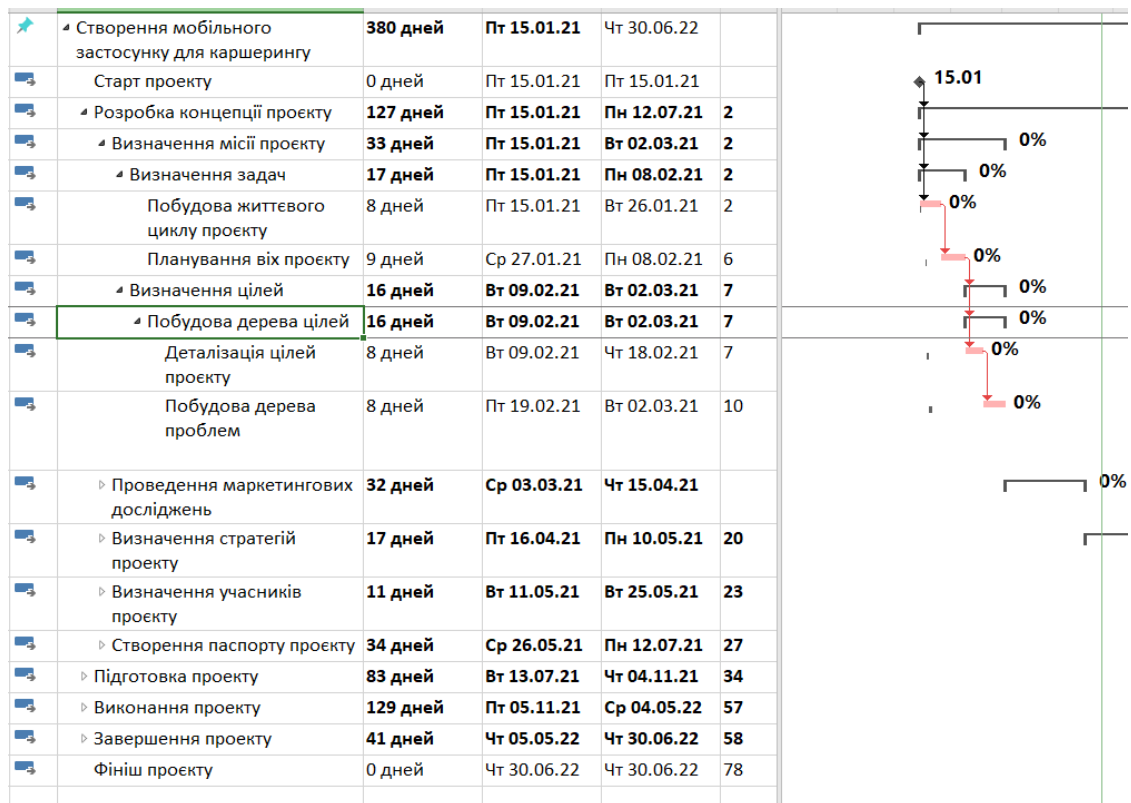 Створення мобільного 380 дней Пт 15.01.21 Чт 30.06.22
застосунку для каршерингу
Старт проекту 0 дней Пт 15.01.21 Пт 15.01.21 15.01
Розробка концепції проєкту 127 дней Пт 15.01.21 Пн 12.07.21 2
Визначення місії проєкту 33 дней Пт 15.01.21 Вт 02.03.21 2 0%
Визначення задач 17 дней Пт 15.01.21 Пн 08.02.21 2 0%
Побудова життєвого 8 дней Пт 15.01.21 Вт 26.01.21 2 0%
циклу проєкту
Планування віх проєкту 9 дней Ср 27.01.21 Пн 08.02.21 6 0%
Визначення цілей 16 дней Вт 09.02.21 Вт 02.03.21 7 0%
Побудова дерева цілей 16 дней Вт 09.02.21 Вт 02.03.21 7 0%
Деталізація цілей 8 дней Вт 09.02.21 Чт 18.02.21 7 0%
проєкту
Побудова дерева 8 дней Пт 19.02.21 Вт 02.03.21 10 0%
проблем
Проведення маркетингових 32 дней Ср 03.03.21 Чт 15.04.21 0%
досліджень
Визначення стратегій 17 дней Пт 16.04.21 Пн 10.05.21 20
проекту
Визначення учасників 11 дней Вт 11.05.21 Вт 25.05.21 23
проєкту
Створення паспорту проєкту 34 дней Ср 26.05.21 Пн 12.07.21 27
Підготовка проекту 83 дней Вт 13.07.21 Чт 04.11.21 34
Виконання проекту 129 дней Пт 05.11.21 Ср 04.05.22 57
Завершення проекту 41 дней Чт 05.05.22 Чт 30.06.22 58
Фініш проєкту 0 дней Чт 30.06.22 Чт 30.06.22 78